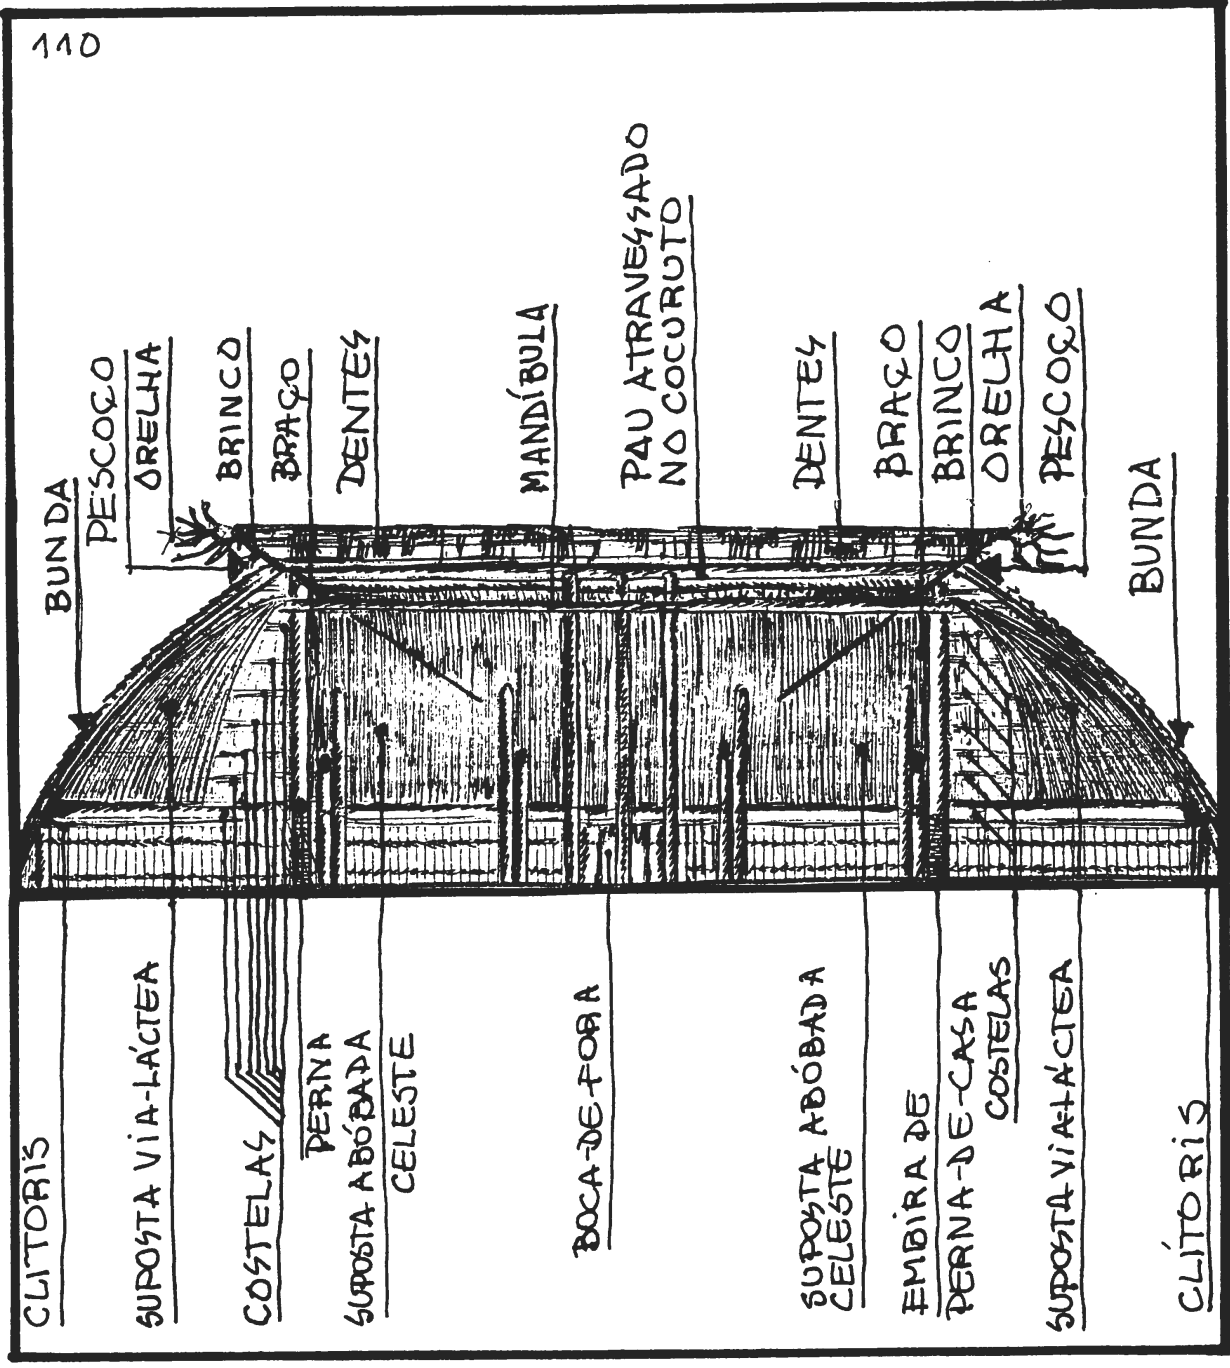 110
BUNDA
PESCOÇO
ORELHA
BRINCO
BRAÇO
DENTES
MANDÍBULA
PAU ATRAVESSADO
NO COCURUTO
DENTES
BRAÇO
BRINCO
ORELHA
PESCOÇO
BUNDA
CLITORIS
SUPOSTA VIA-LÁCTEA
COSTELAS
PERNA
SUPOSTA ABÓBADA
CELESTE
BOCA-DE-FORA
SUPOSTA ABÓBADA
CELESTE
EMBIRA DE
PERNA-DE-CASA
COSTELAS
SUPOSTA VIA-LÁCTEA
CLÍTORIS